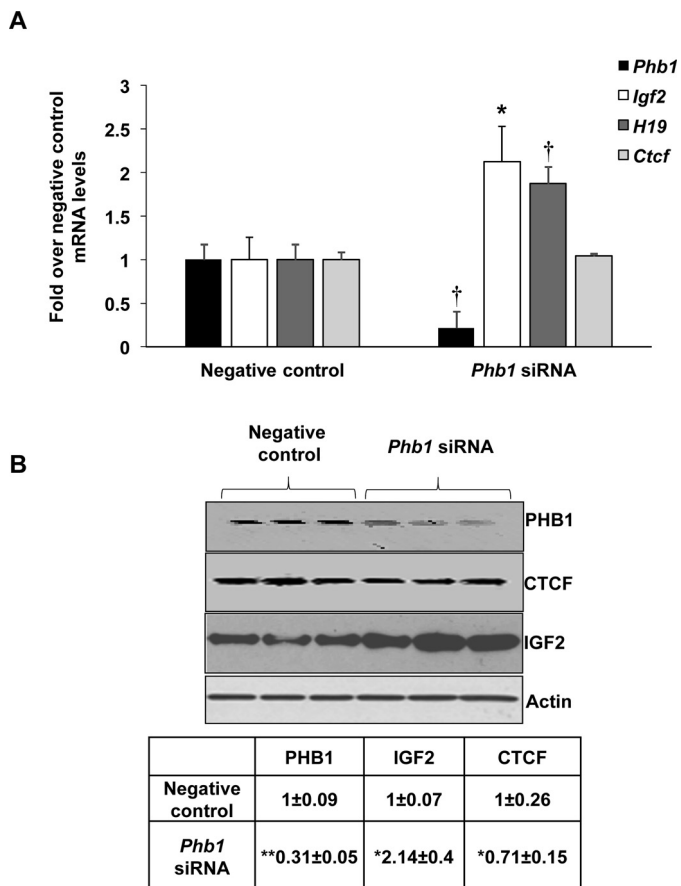 A
Fold over negative control
mRNA levels
3
2.5
2
1.5
1
0.5
0
*
†
†
Phb1
Igf2
H19
Ctcf
Negative control
Phb1 siRNA
B
Negative
control
Phb1 siRNA
PHB1
CTCF
IGF2
Actin
PHB1 IGF2 CTCF
Negative
control
1±0.09 1±0.07 1±0.26
Phb1
siRNA
**0.31±0.05 *2.14±0.4 *0.71±0.15